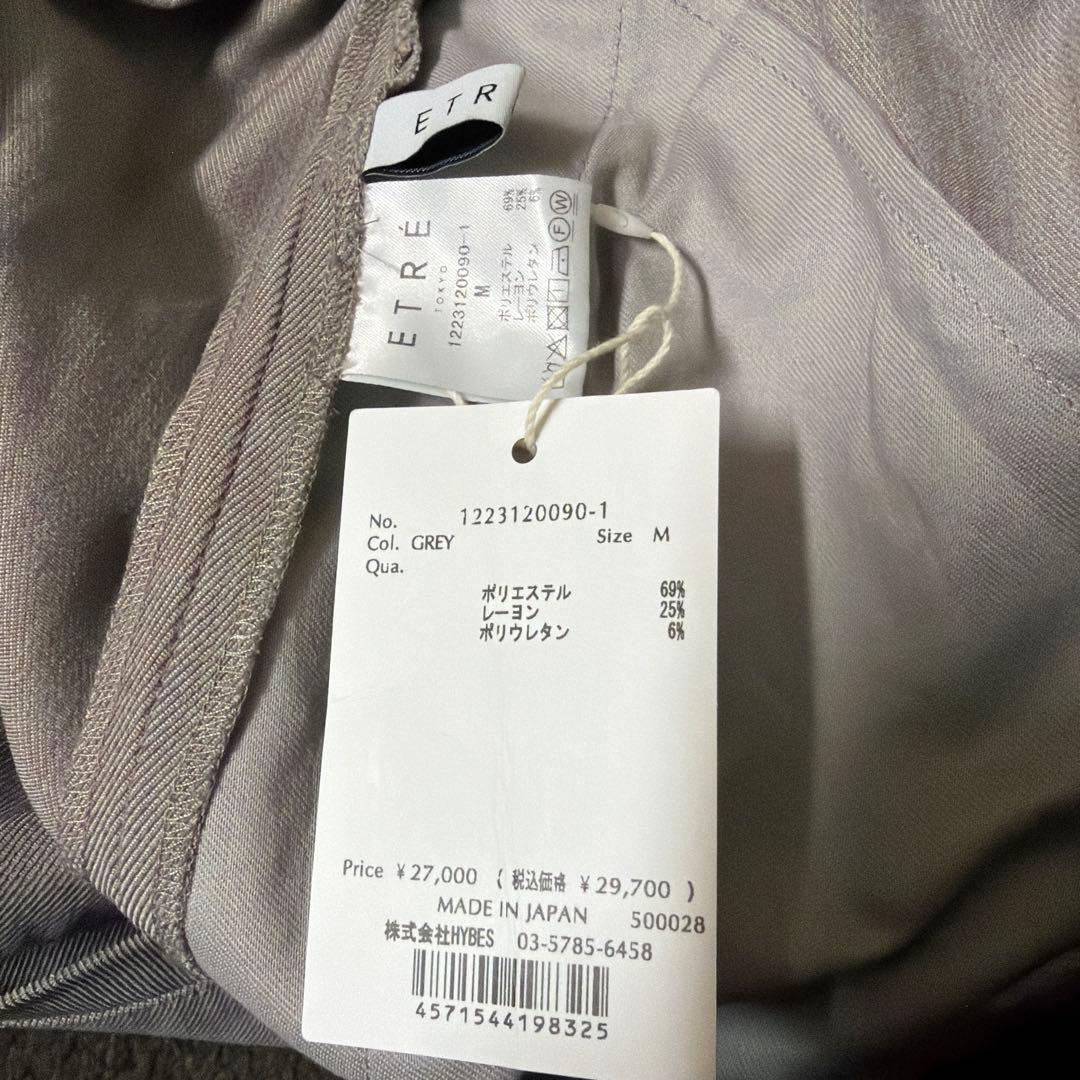 ETR
ETRÉ
TOKYO
1223120090-1
M
ポリエステル 69%
レーヨン 25%
ポリウレタン 6%
No. 1223120090-1
Col. GREY Size M
Qua.
ポリエステル 69%
レーヨン 25%
ポリウレタン 6%
Price ¥27,000 (税込価格 ¥29,700 )
MADE IN JAPAN 500028
株式会社HYBES 03-5785-6458
4571544198325